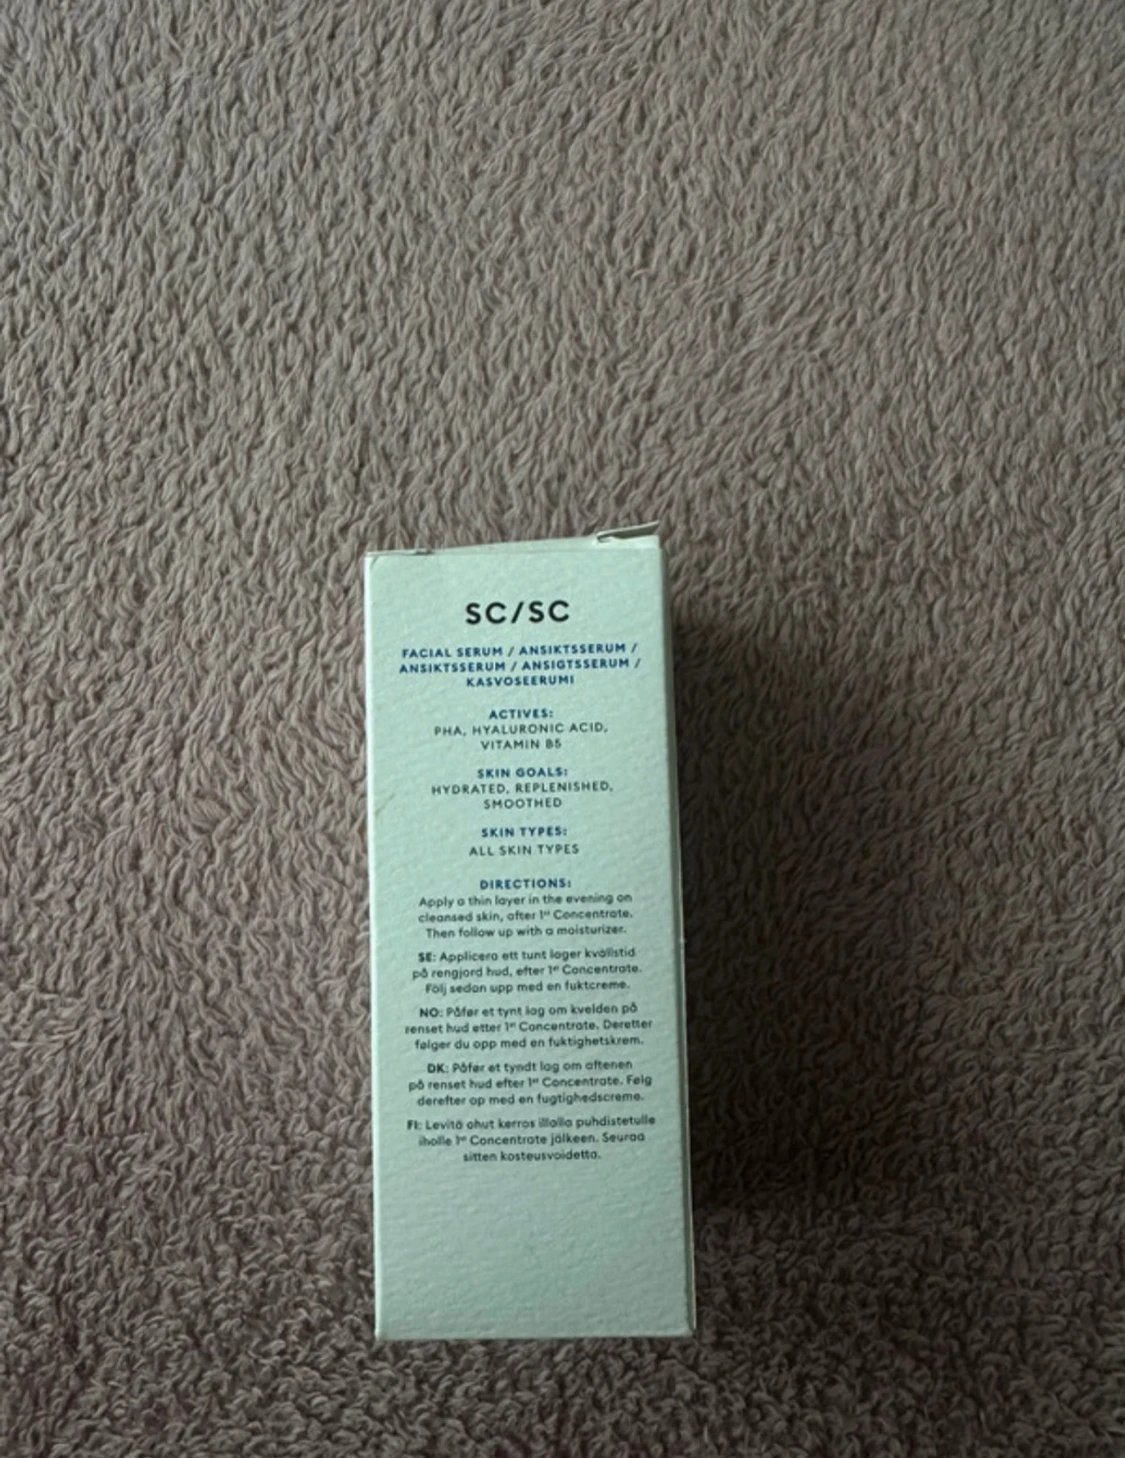 SC/SC
FACIAL SERUM / ANSIKTSSERUM /
ANSIKTSSERUM / ANSIGTSSERUM /
KASVOSEERUMI
ACTIVES:
PHA, HYALURONIC ACID,
VITAMIN B5
SKIN GOALS:
HYDRATED, REPLENISHED,
SMOOTHED
SKIN TYPES:
ALL SKIN TYPES
DIRECTIONS:
Apply a thin layer in the evening on
cleansed skin, after 1st Concentrate.
Then follow up with a moisturizer.
SE: Applicera ett tunt lager kvällstid
på rengjord hud, efter 1st Concentrate.
Följ sedan upp med en fuktcreme.
NO: Påfør et tynt lag om kvelden på
renset hud etter 1st Concentrate. Deretter
følger du opp med en fuktighetskrem.
DK: Påfør et tyndt lag om aftenen
på renset hud efter 1st Concentrate. Følg
derefter op med en fugtighedscreme.
FI: Levitä ohut kerros illalla puhdistetulle
iholle 1st Concentrate jälkeen. Seuraa
sitten kosteusvoidetta.